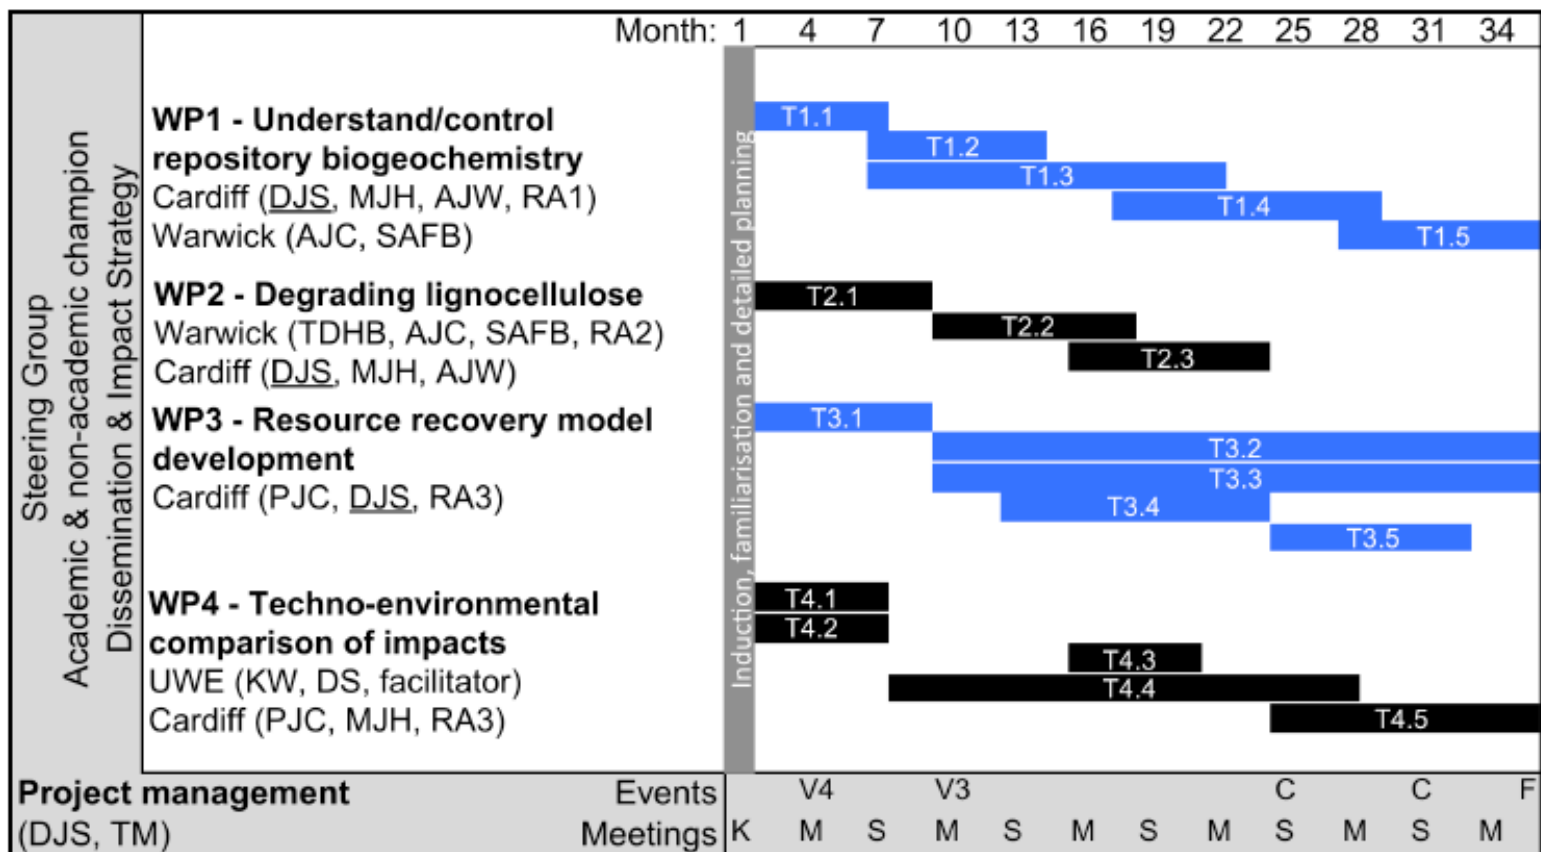 Month: 1 4 7 10 13 16 19 22 25 28 31 34
Steering Group
Academic & non-academic champion
Dissemination & Impact Strategy
Induction, familiarisation and detailed planning
WP1 - Understand/control
repository biogeochemistry
Cardiff (DJS, MJH, AJW, RA1)
Warwick (AJC, SAFB)
T1.1
T1.2
T1.3
T1.4
T1.5
WP2 - Degrading lignocellulose
Warwick (TDHB, AJC, SAFB, RA2)
Cardiff (DJS, MJH, AJW)
T2.1
T2.2
T2.3
WP3 - Resource recovery model
development
Cardiff (PJC, DJS, RA3)
T3.1
T3.2
T3.3
T3.4
T3.5
WP4 - Techno-environmental
comparison of impacts
UWE (KW, DS, facilitator)
Cardiff (PJC, MJH, RA3)
T4.1
T4.2
T4.3
T4.4
T4.5
Project management Events V4 V3 C C F
(DJS, TM) Meetings K M S M S M S M S M S M